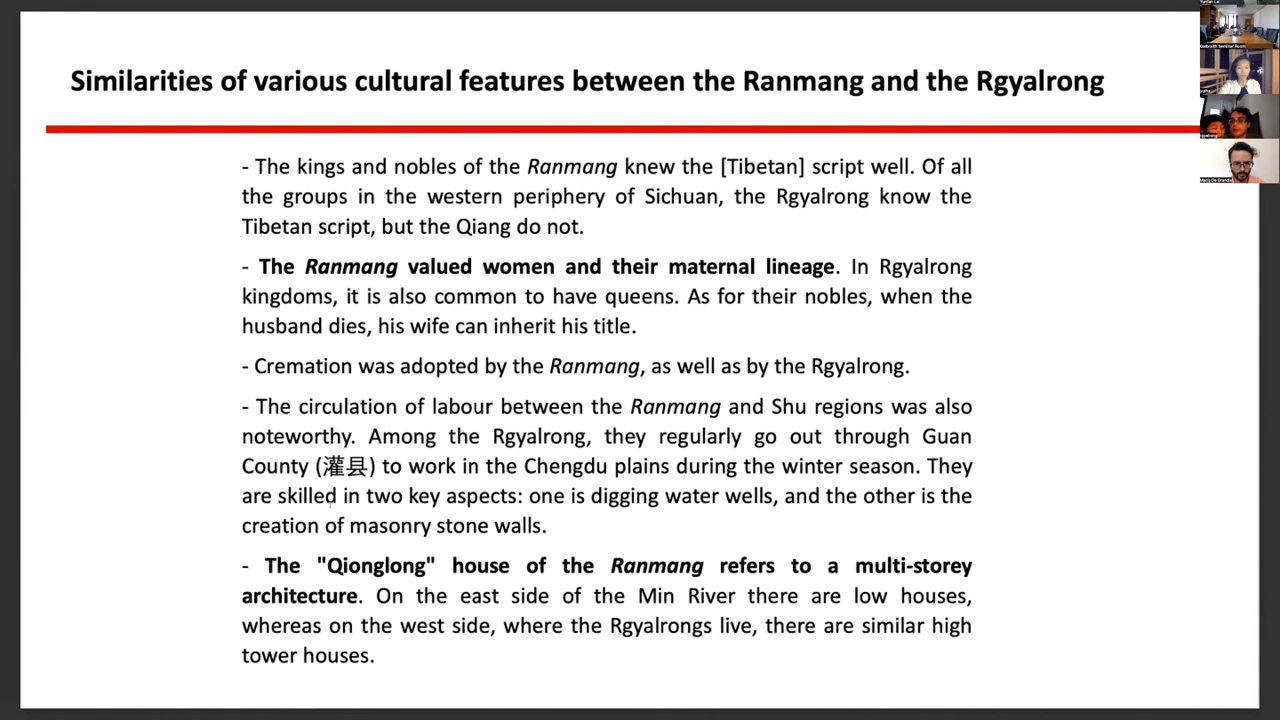 Similarities of various cultural features between the Ranmang and the Rgyalrong
- The kings and nobles of the Ranmang knew the [Tibetan] script well. Of all
the groups in the western periphery of Sichuan, the Rgyalrong know the
Tibetan script, but the Qiang do not.
- The Ranmang valued women and their maternal lineage. In Rgyalrong
kingdoms, it is also common to have queens. As for their nobles, when the
husband dies, his wife can inherit his title.
- Cremation was adopted by the Ranmang, as well as by the Rgyalrong.
- The circulation of labour between the Ranmang and Shu regions was also
noteworthy. Among the Rgyalrong, they regularly go out through Guan
County (灌县) to work in the Chengdu plains during the winter season. They
are skilled in two key aspects: one is digging water wells, and the other is the
creation of masonry stone walls.
- The "Qionglong" house of the Ranmang refers to a multi-storey
architecture. On the east side of the Min River there are low houses,
whereas on the west side, where the Rgyalrongs live, there are similar high
tower houses.
Seminar Room